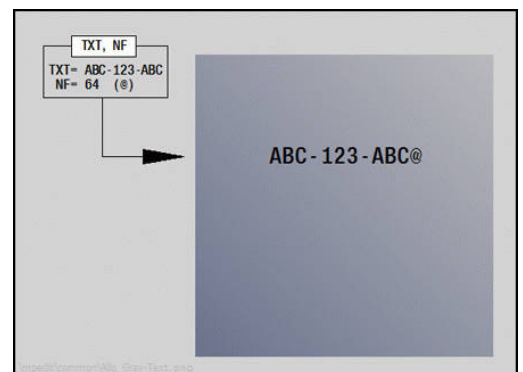 TXT, NF
TXT= ABC-123-ABC
NF= 64 (@)
ABC-123-ABC@